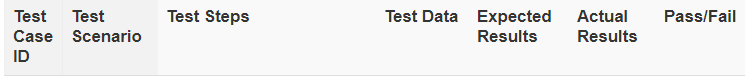 Test Case ID
Test Scenario
Test Steps
Test Data
Expected Results
Actual Results
Pass/Fail